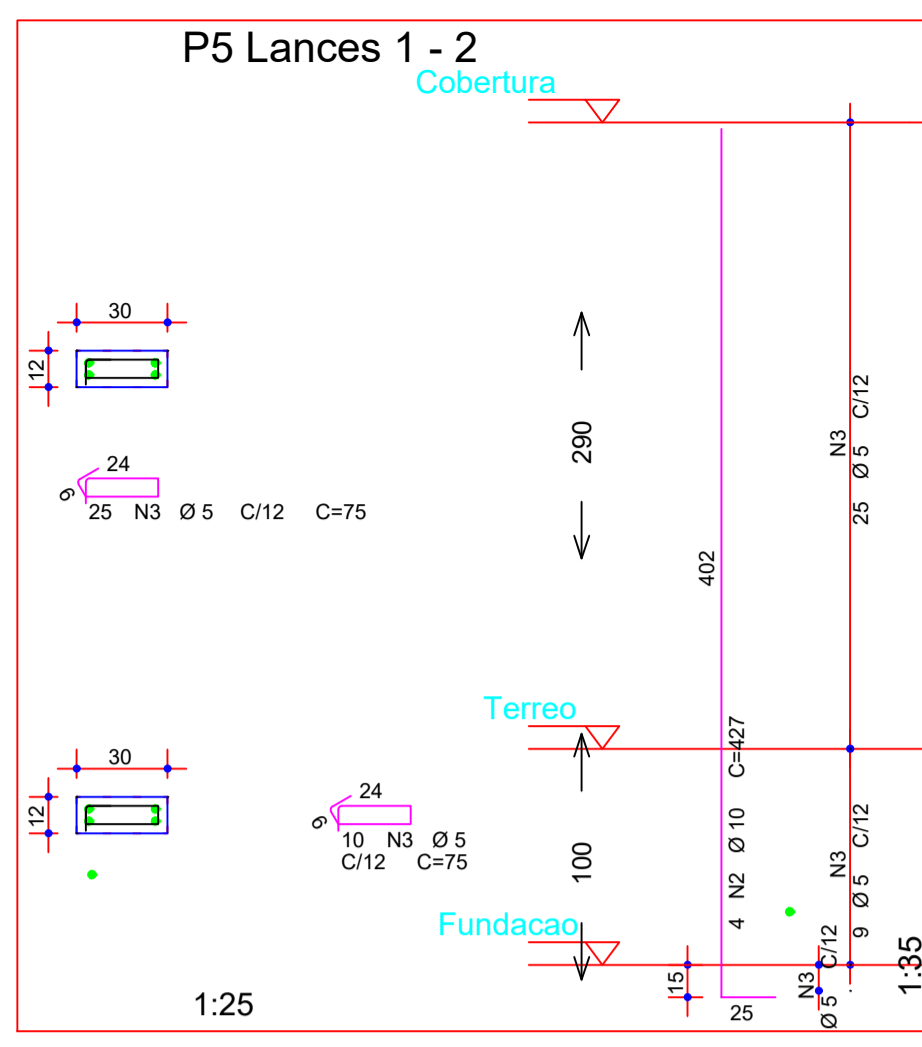 P5 Lances 1 - 2
Cobertura
30
12
24
6
25 N3 Ø 5 C/12 C=75
290
402
25 N3 Ø 5 C/12
Terreo
30
12
24
6
10 N3 Ø 5
C/12 C=75
100
4 N2 Ø 10 C=427
9 N3 Ø 5 C/12
Fundacao
15
25
N3 Ø 5 C/12
1:25
1:35